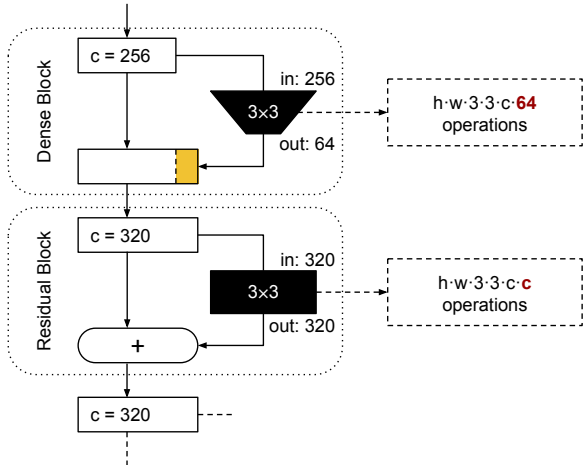 Dense Block
c = 256
in: 256
3×3
out: 64
h·w·3·3·c·64
operations
Residual Block
c = 320
in: 320
3×3
out: 320
h·w·3·3·c·c
operations
+
c = 320